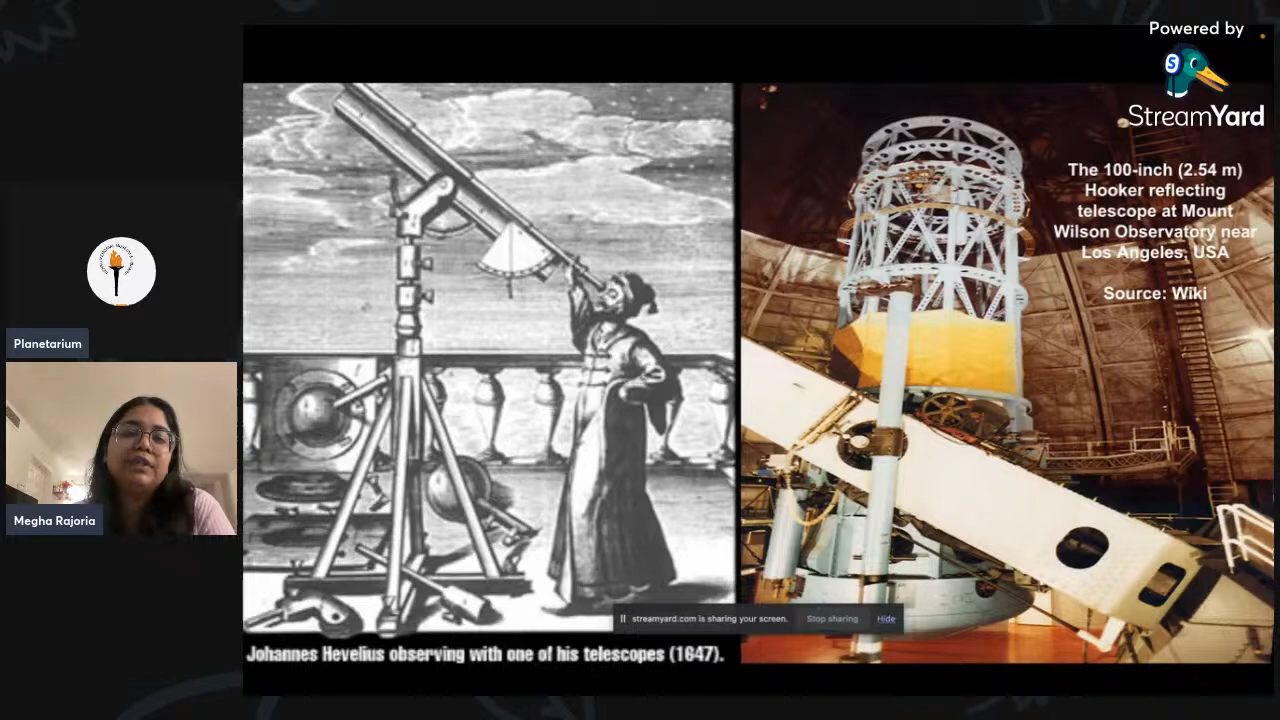 Powered by
S
StreamYard
The 100-inch (2.54 m)
Hooker reflecting
telescope at Mount
Wilson Observatory near
Los Angeles, USA
Source: Wiki
Planetarium
Megha Rajoria
streamyard.com is sharing your screen. Stop sharing Hide
Johannes Hevelius observing with one of his telescopes (1647).